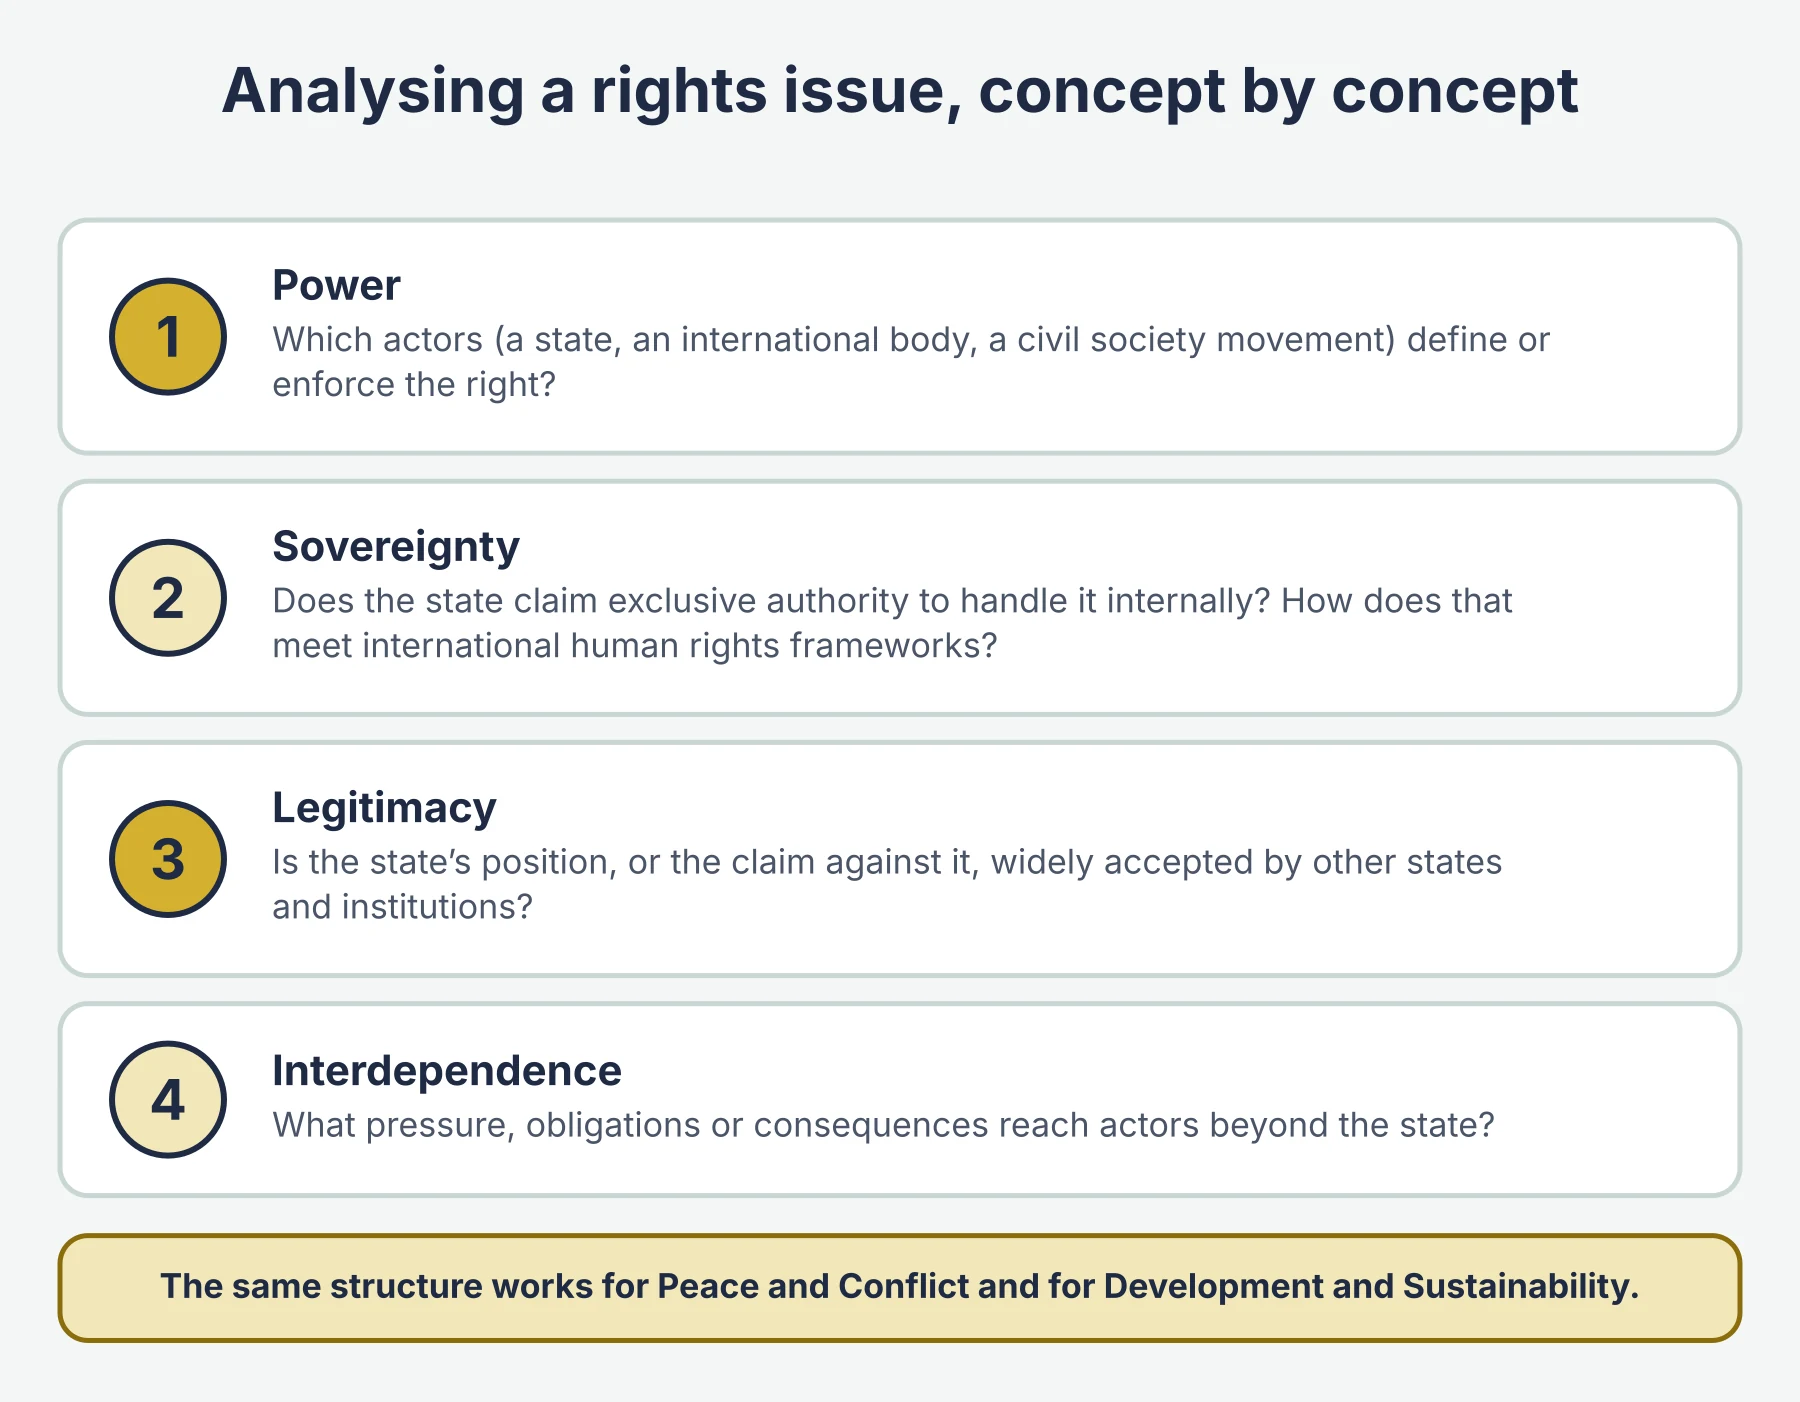 Analysing a rights issue, concept by concept
1
Power
Which actors (a state, an international body, a civil society movement) define or
enforce the right?
2
Sovereignty
Does the state claim exclusive authority to handle it internally? How does that
meet international human rights frameworks?
3
Legitimacy
Is the state’s position, or the claim against it, widely accepted by other states
and institutions?
4
Interdependence
What pressure, obligations or consequences reach actors beyond the state?
The same structure works for Peace and Conflict and for Development and Sustainability.